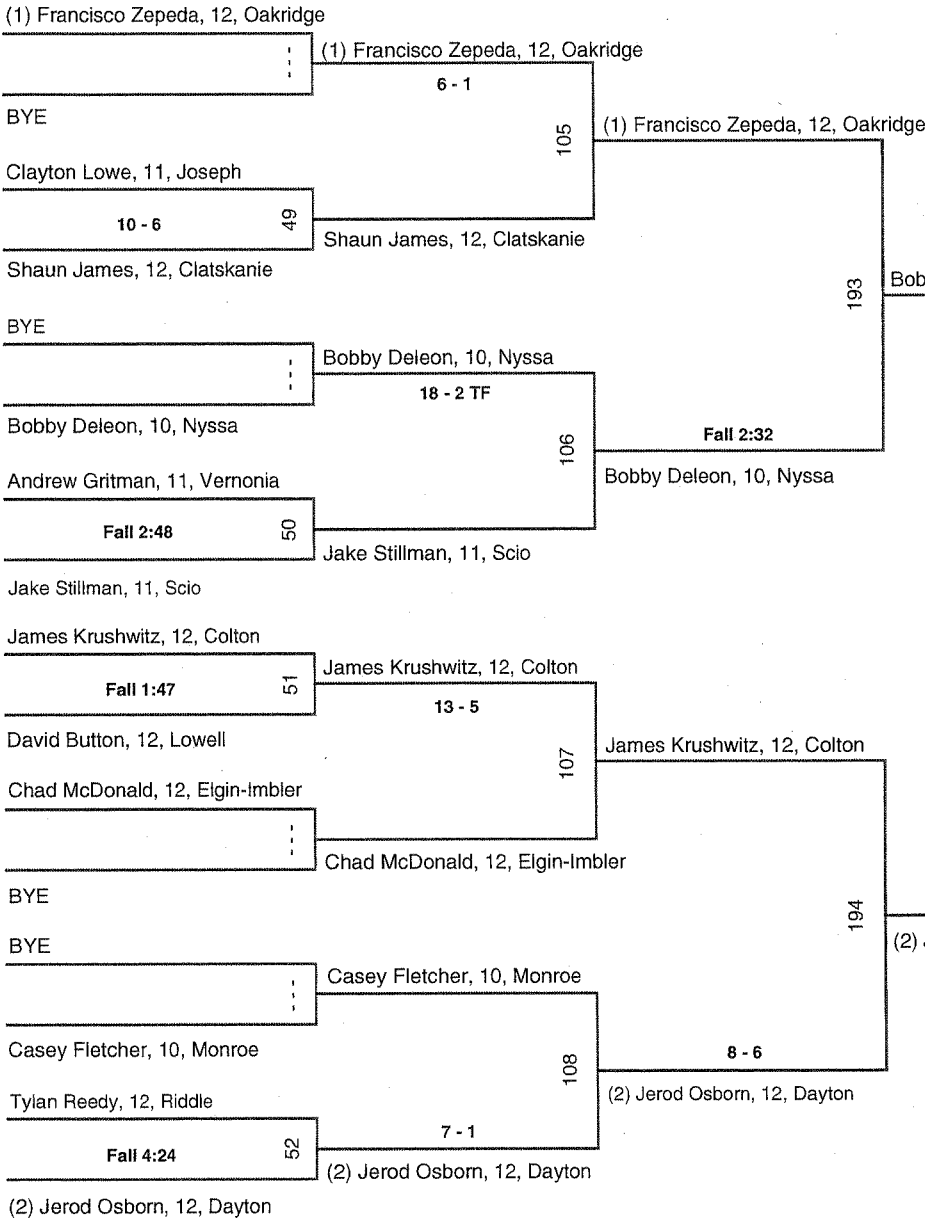 (1) Francisco Zepeda, 12, Oakridge
(1) Francisco Zepeda, 12, Oakridge
6 - 1
BYE
105
(1) Francisco Zepeda, 12, Oakridge
Clayton Lowe, 11, Joseph
10 - 6
49
Shaun James, 12, Clatskanie
Shaun James, 12, Clatskanie
193
Bob
BYE
Bobby Deleon, 10, Nyssa
18 - 2 TF
Bobby Deleon, 10, Nyssa
106
Fall 2:32
Bobby Deleon, 10, Nyssa
Andrew Gritman, 11, Vernonia
Fall 2:48
50
Jake Stillman, 11, Scio
Jake Stillman, 11, Scio
James Krushwitz, 12, Colton
James Krushwitz, 12, Colton
Fall 1:47
51
13 - 5
David Button, 12, Lowell
107
James Krushwitz, 12, Colton
Chad McDonald, 12, Elgin-Imbler
Chad McDonald, 12, Elgin-Imbler
BYE
194
(2)
BYE
Casey Fletcher, 10, Monroe
Casey Fletcher, 10, Monroe
108
8 - 6
(2) Jerod Osborn, 12, Dayton
Tylan Reedy, 12, Riddle
7 - 1
Fall 4:24
52
(2) Jerod Osborn, 12, Dayton
(2) Jerod Osborn, 12, Dayton